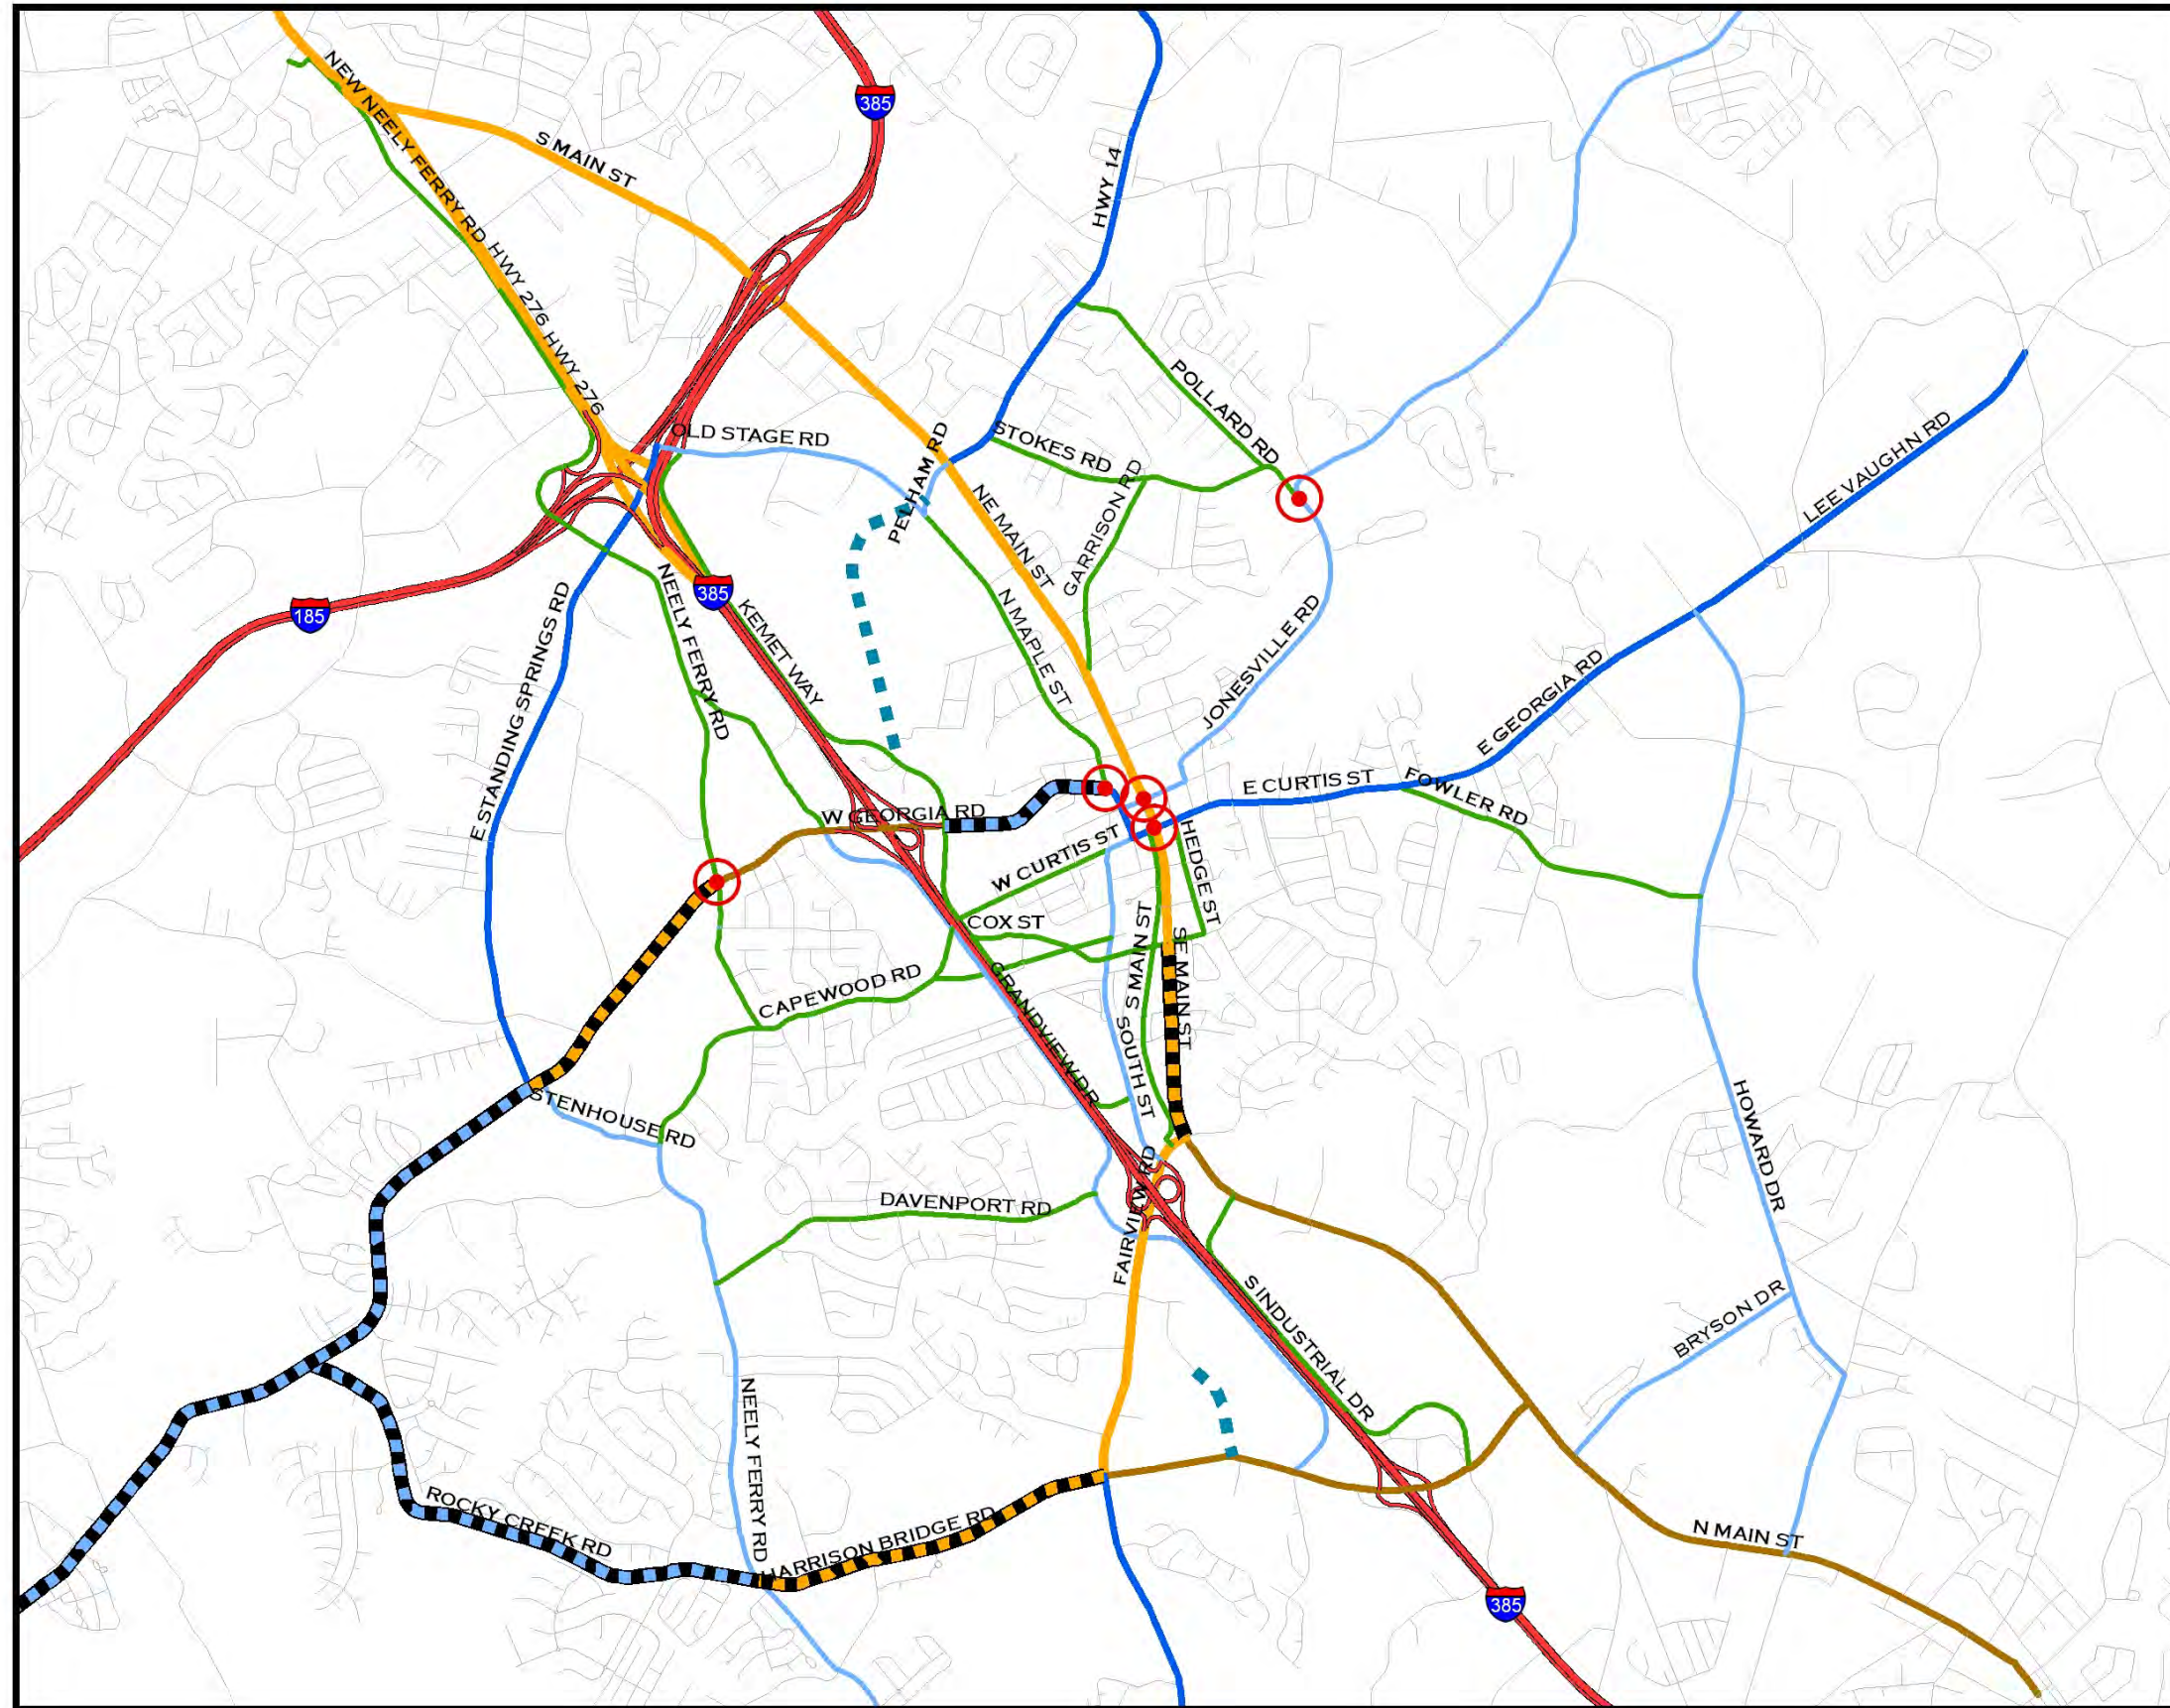 385
NEW NEELY FERRY RD
S MAIN ST
HWY 14
HWY 276
HWY 276
POLLARD RD
OLD STAGE RD
PELHAM RD
STOKES RD
GARRISON RD
LEE VAUGHN RD
NE MAIN ST
385
185
NEELY FERRY RD
KEMET WAY
N MAPLE ST
E STANDING SPRINGS RD
JONESVILLE RD
E GEORGIA RD
E CURTIS ST
FOWLER RD
W GEORGIA RD
W CURTIS ST
HEDGE ST
COX ST
CAPEWOOD RD
GRANDVIEW DR
S MAIN ST
SE MAIN ST
SOUTH ST
STENHOUSE RD
HOWARD DR
DAVENPORT RD
FAIRVIEW RD
S INDUSTRIAL DR
BRYSON DR
NEELY FERRY RD
ROCKY CREEK RD
HARRISON BRIDGE RD
N MAIN ST
385